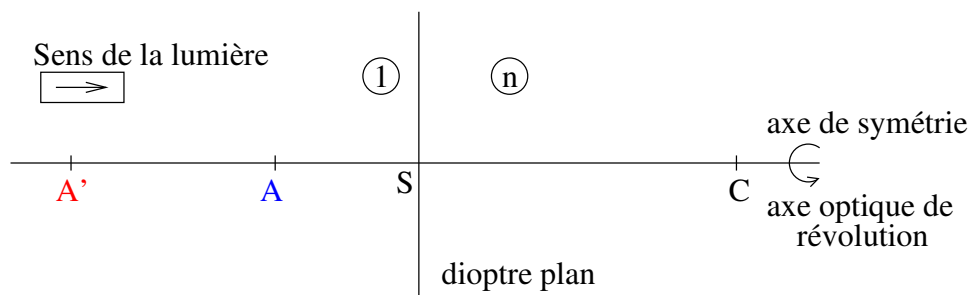 Sens de la lumière
1
n
axe de symétrie
A'
A
S
C
axe optique de
révolution
dioptre plan